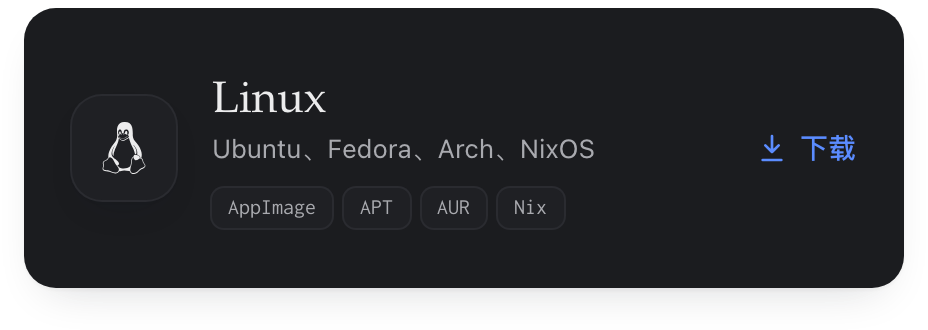 Linux
Ubuntu、Fedora、Arch、NixOS
下载
AppImage APT AUR Nix